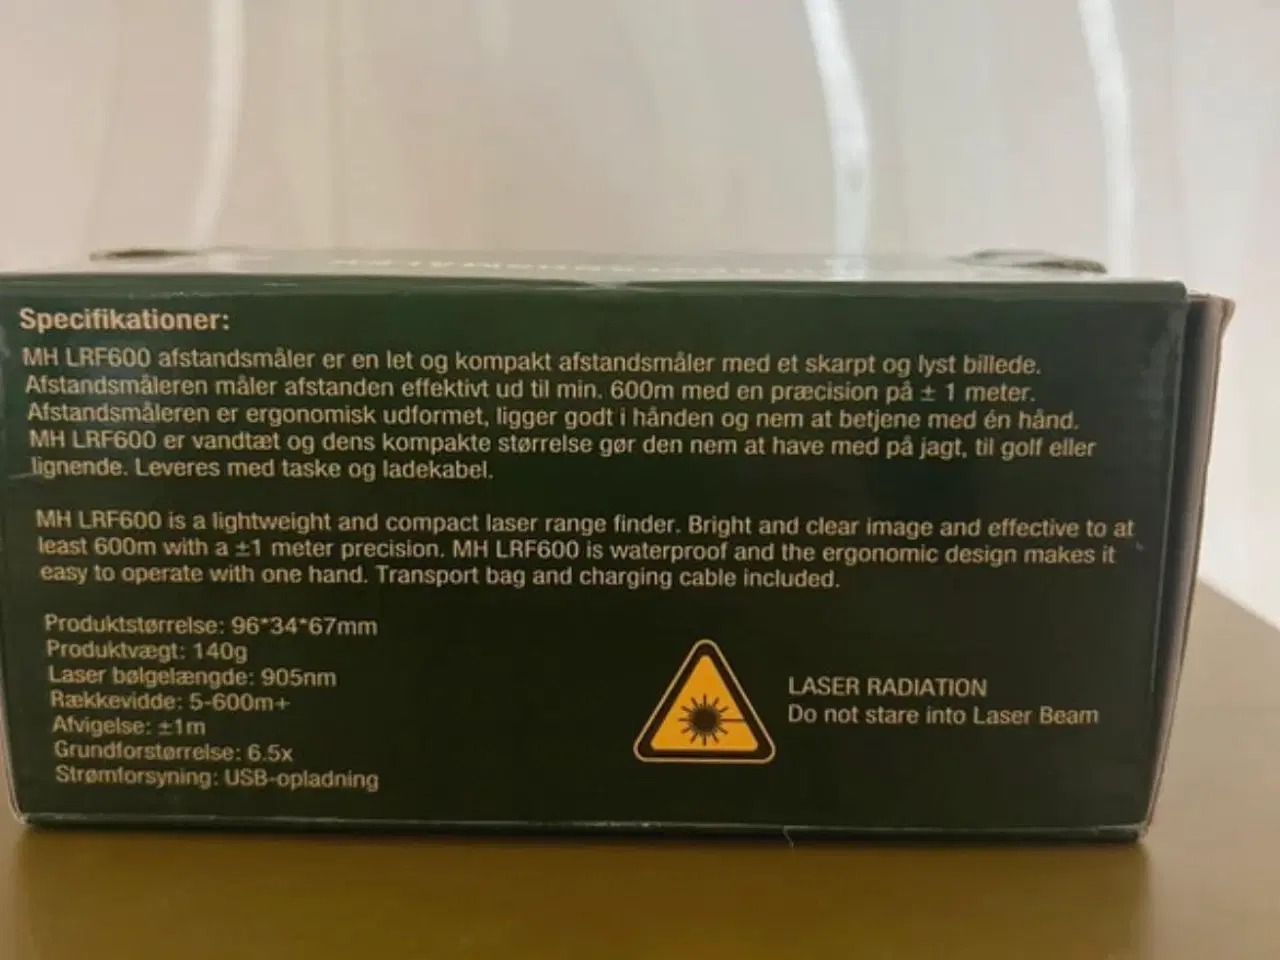 Specifikationer:
MH LRF600 afstandsmåler er en let og kompakt afstandsmåler med et skarpt og lyst billede.
Afstandsmåleren måler afstanden effektivt ud til min. 600m med en præcision på ± 1 meter.
Afstandsmåleren er ergonomisk udformet, ligger godt i hånden og nem at betjene med én hånd.
MH LRF600 er vandtæt og dens kompakte størrelse gør den nem at have med på jagt, til golf eller
lignende. Leveres med taske og ladekabel.
MH LRF600 is a lightweight and compact laser range finder. Bright and clear image and effective to at
least 600m with a ±1 meter precision. MH LRF600 is waterproof and the ergonomic design makes it
easy to operate with one hand. Transport bag and charging cable included.
Produktstørrelse: 96*34*67mm
Produktvægt: 140g
Laser bølgelængde: 905nm
Rækkevidde: 5-600m+
Afvigelse: ±1m
Grundforstørrelse: 6.5x
Strømforsyning: USB-opladning
LASER RADIATION
Do not stare into Laser Beam